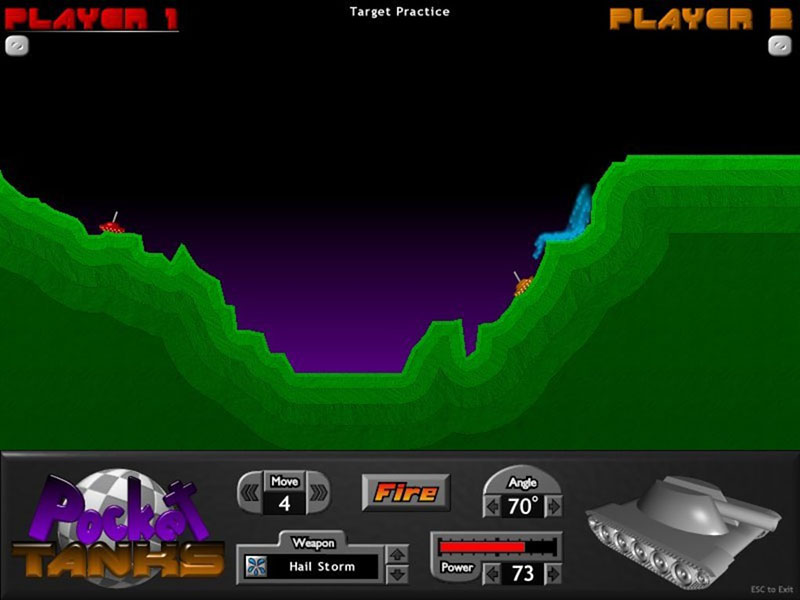 PLAYER 1
Target Practice
PLAYER 2
Move
4
Fire
Angle
70°
Weapon
Hail Storm
Power
73
Pocket
TANKS
ESC to Exit